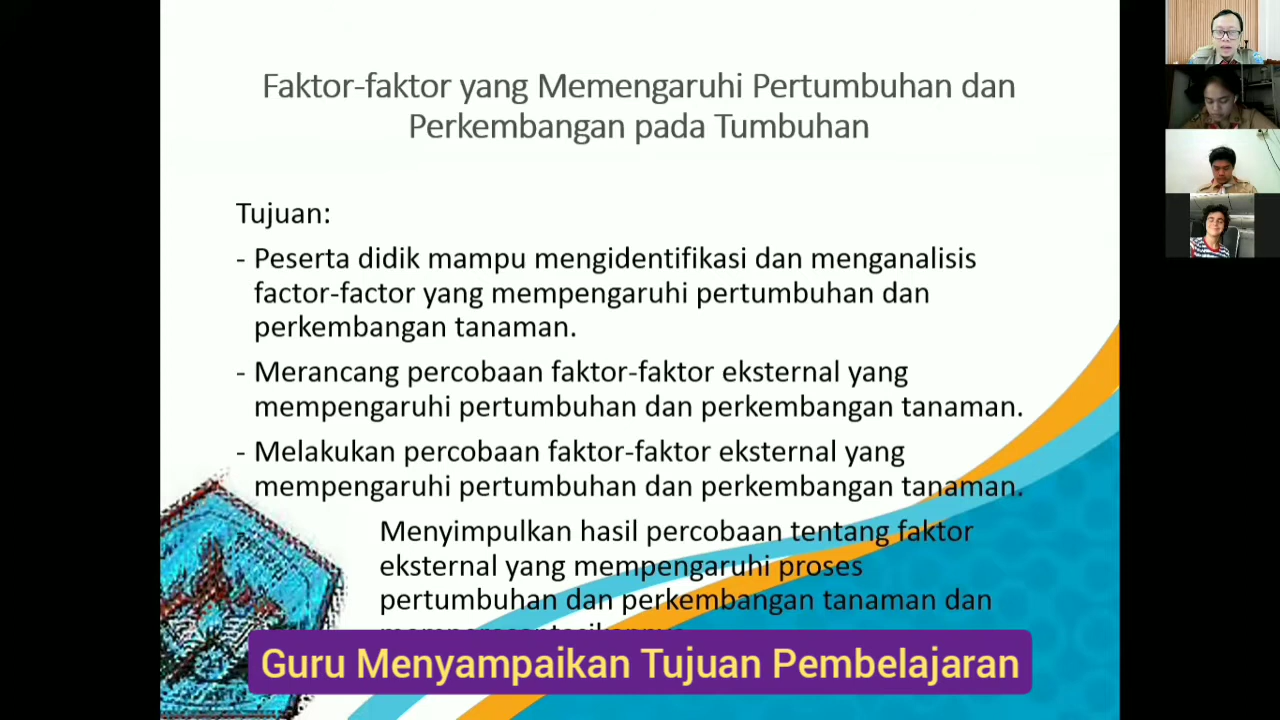 Faktor-faktor yang Memengaruhi Pertumbuhan dan
Perkembangan pada Tumbuhan
Tujuan:
- Peserta didik mampu mengidentifikasi dan menganalisis
factor-factor yang mempengaruhi pertumbuhan dan
perkembangan tanaman.
- Merancang percobaan faktor-faktor eksternal yang
mempengaruhi pertumbuhan dan perkembangan tanaman.
- Melakukan percobaan faktor-faktor eksternal yang
mempengaruhi pertumbuhan dan perkembangan tanaman.
Menyimpulkan hasil percobaan tentang faktor
eksternal yang mempengaruhi proses
pertumbuhan dan perkembangan tanaman dan
Guru Menyampaikan Tujuan Pembelajaran